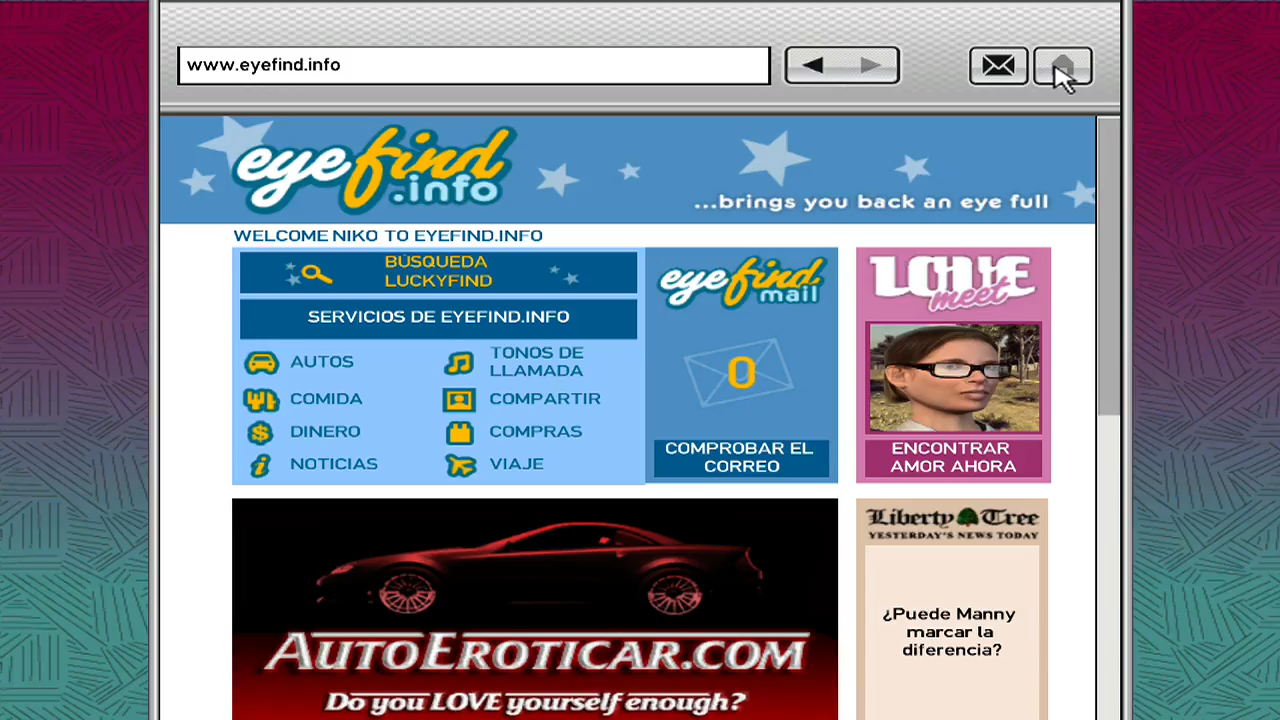 www.eyefind.info
eyefind
.info
...brings you back an eye full
WELCOME NIKO TO EYEFIND.INFO
BÚSQUEDA
LUCKYFIND
SERVICIOS DE EYEFIND.INFO
AUTOS
TONOS DE
LLAMADA
COMIDA
COMPARTIR
DINERO
COMPRAS
NOTICIAS
VIAJE
eyefind
mail
0
COMPROBAR EL
CORREO
LOVE
meet
ENCONTRAR
AMOR AHORA
AUTOEROTICAR.COM
Do you LOVE yourself enough?
Liberty Tree
YESTERDAY'S NEWS TODAY
¿Puede Manny
marcar la
diferencia?